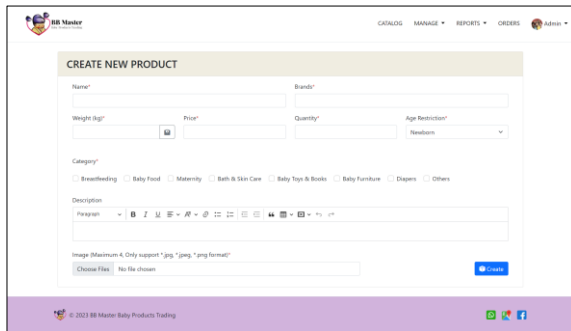 BB Master
Baby Products Trading
CATALOG MANAGE REPORTS ORDERS Admin
CREATE NEW PRODUCT
Name* Brands*
Weight (kg)* Price* Quantity* Age Restriction*
Newborn
Category*
Breastfeeding Baby Food Maternity Bath & Skin Care Baby Toys & Books Baby Furniture Diapers Others
Description
Paragraph B I U
Image (Maximum 4, Only support *.jpg, *.jpeg, *.png format)*
Choose Files No file chosen Create
© 2023 BB Master Baby Products Trading